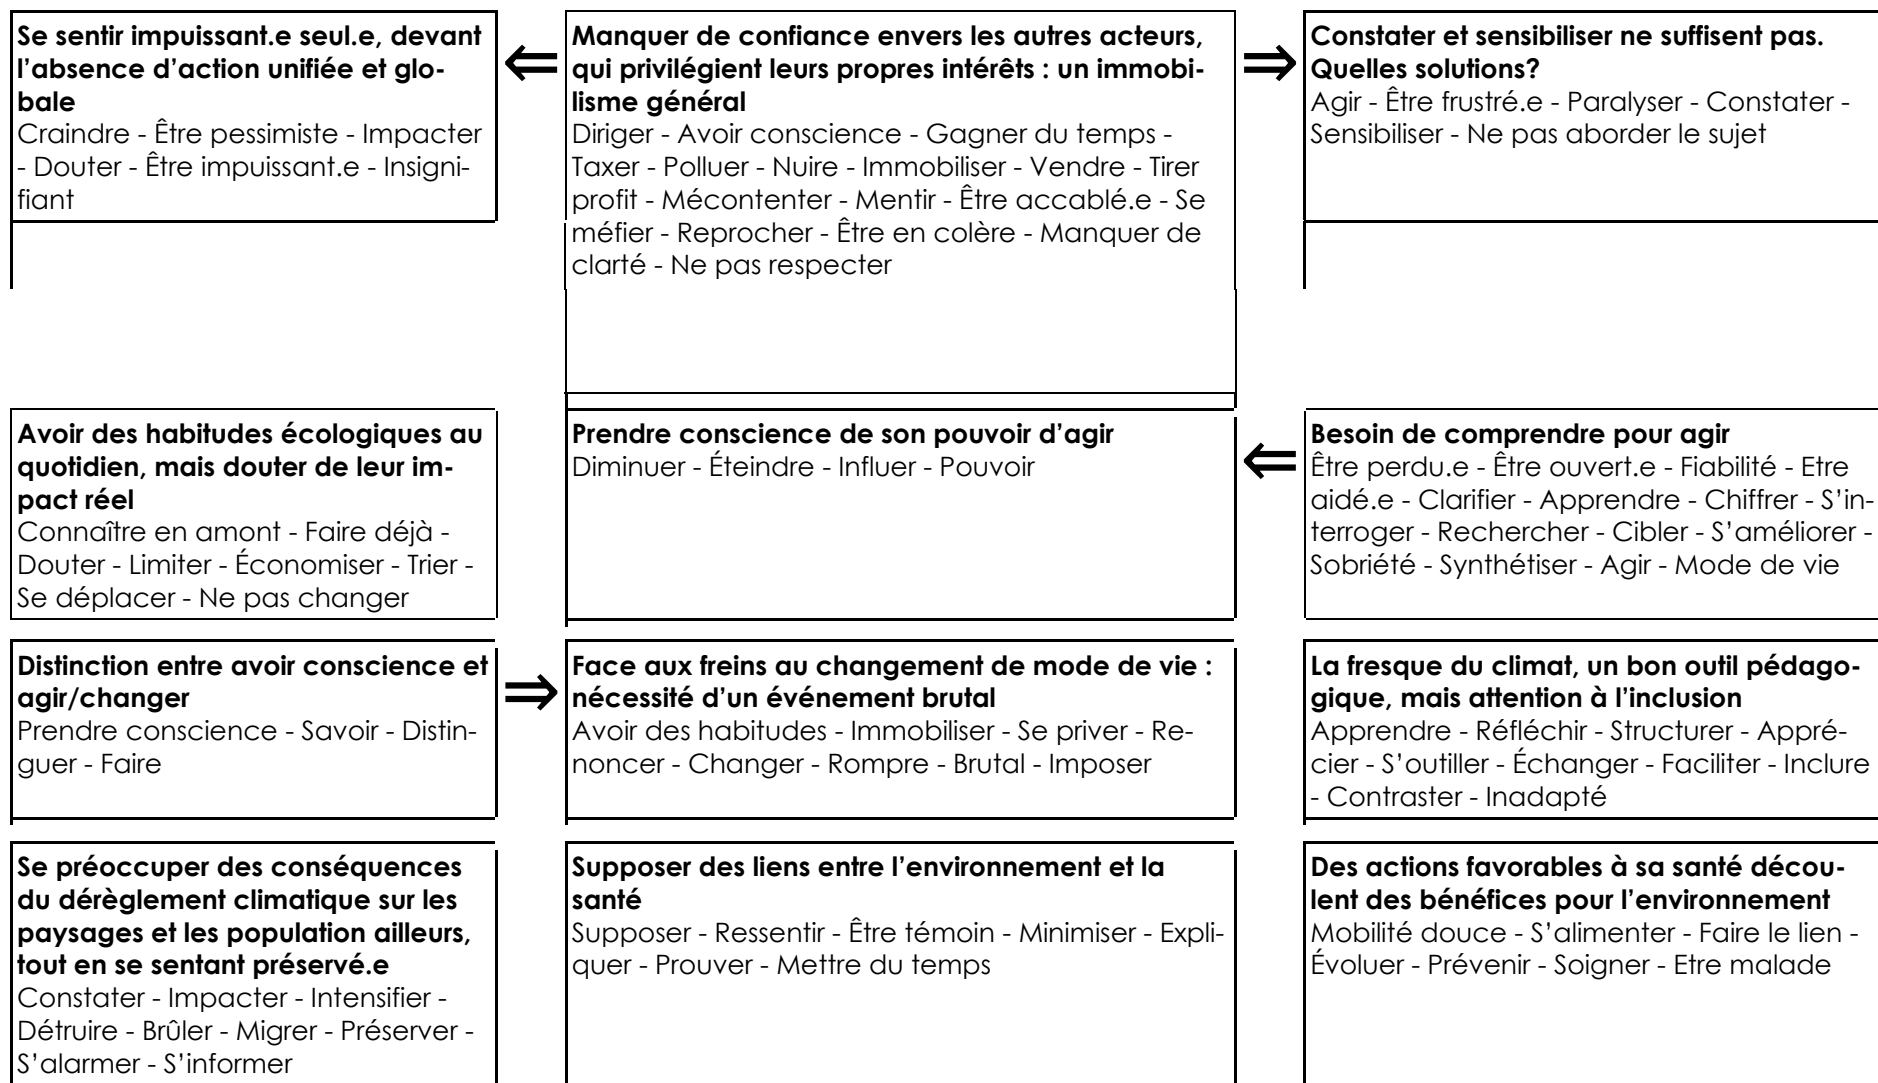 Se sentir impuissant.e seul.e, devant
l'absence d'action unifiée et glo-
bale
Craindre - Être pessimiste - Impacter
- Douter - Être impuissant.e - Insigni-
fiant
⇐
Manquer de confiance envers les autres acteurs,
qui privilégient leurs propres intérêts : un immobi-
lisme général
Diriger - Avoir conscience - Gagner du temps -
Taxer - Polluer - Nuire - Immobiliser - Vendre - Tirer
profit - Mécontenter - Mentir - Être accablé.e - Se
méfier - Reprocher - Être en colère - Manquer de
clarté - Ne pas respecter
⇒
Constater et sensibiliser ne suffisent pas.
Quelles solutions?
Agir - Être frustré.e - Paralyser - Constater -
Sensibiliser - Ne pas aborder le sujet
Avoir des habitudes écologiques au
quotidien, mais douter de leur im-
pact réel
Connaître en amont - Faire déjà -
Douter - Limiter - Économiser - Trier -
Se déplacer - Ne pas changer
Prendre conscience de son pouvoir d'agir
Diminuer - Éteindre - Influer - Pouvoir
⇐
Besoin de comprendre pour agir
Être perdu.e - Être ouvert.e - Fiabilité - Etre
aidé.e - Clarifier - Apprendre - Chiffrer - S'in-
terroger - Rechercher - Cibler - S'améliorer -
Sobriété - Synthétiser - Agir - Mode de vie
Distinction entre avoir conscience et
agir/changer
Prendre conscience - Savoir - Distin-
guer - Faire
⇒
Face aux freins au changement de mode de vie :
nécessité d'un événement brutal
Avoir des habitudes - Immobiliser - Se priver - Re-
noncer - Changer - Rompre - Brutal - Imposer
La fresque du climat, un bon outil pédago-
gique, mais attention à l'inclusion
Apprendre - Réfléchir - Structurer - Appré-
cier - S'outiller - Échanger - Faciliter - Inclure
- Contraster - Inadapté
Se préoccuper des conséquences
du dérèglement climatique sur les
paysages et les population ailleurs,
tout en se sentant préservé.e
Constater - Impacter - Intensifier -
Détruire - Brûler - Migrer - Préserver -
S'alarmer - S'informer
Supposer des liens entre l'environnement et la
santé
Supposer - Ressentir - Être témoin - Minimiser - Expli-
quer - Prouver - Mettre du temps
Des actions favorables à sa santé décou-
lent des bénéfices pour l'environnement
Mobilité douce - S'alimenter - Faire le lien -
Évoluer - Prévenir - Soigner - Etre malade